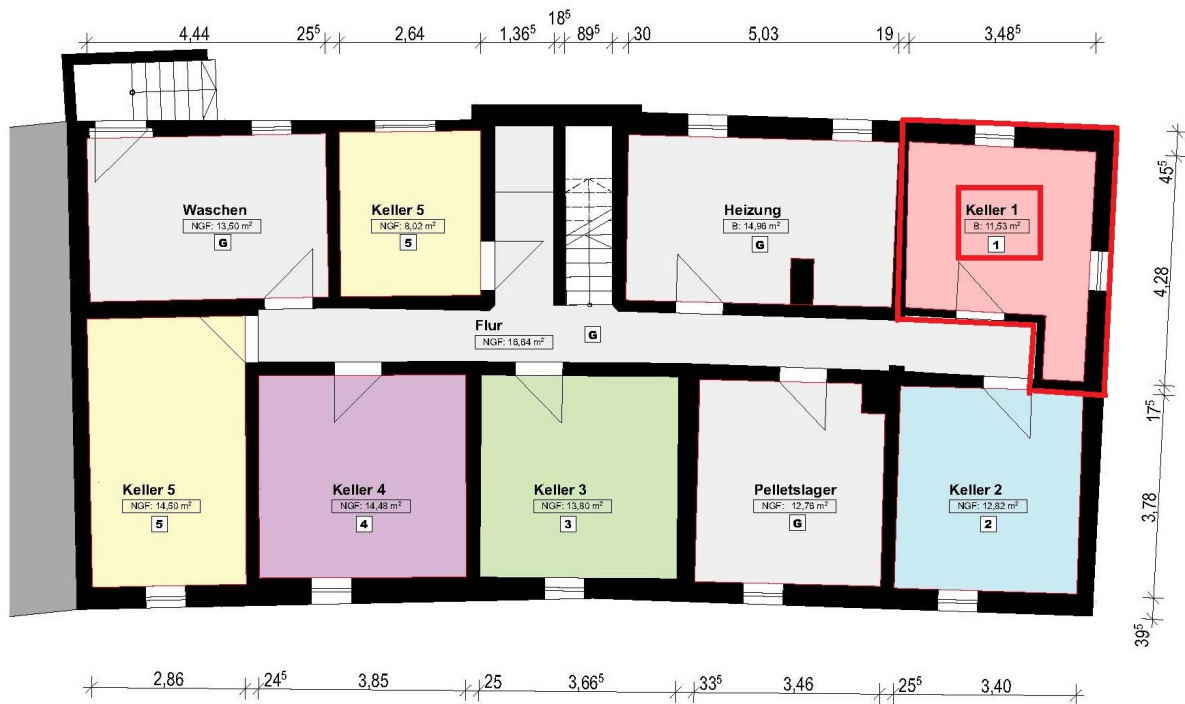 18⁵
4,44 25⁵ 2,64 1,36⁵ 89⁵ 30 5,03 19 3,48⁵
Waschen
NGF: 13,50 m²
G
Keller 5
NGF: 8,02 m²
5
Heizung
B: 14,96 m²
G
Keller 1
B: 11,53 m²
1
45⁵
4,28
Flur
NGF: 16,64 m²
G
17⁵
Keller 5
NGF: 14,50 m²
5
Keller 4
NGF: 14,48 m²
4
Keller 3
NGF: 13,80 m²
3
Pelletslager
NGF: 12,76 m²
G
Keller 2
NGF: 12,82 m²
2
3,78
39⁵
2,86 24⁵ 3,85 25 3,66⁵ 33⁵ 3,46 25⁵ 3,40